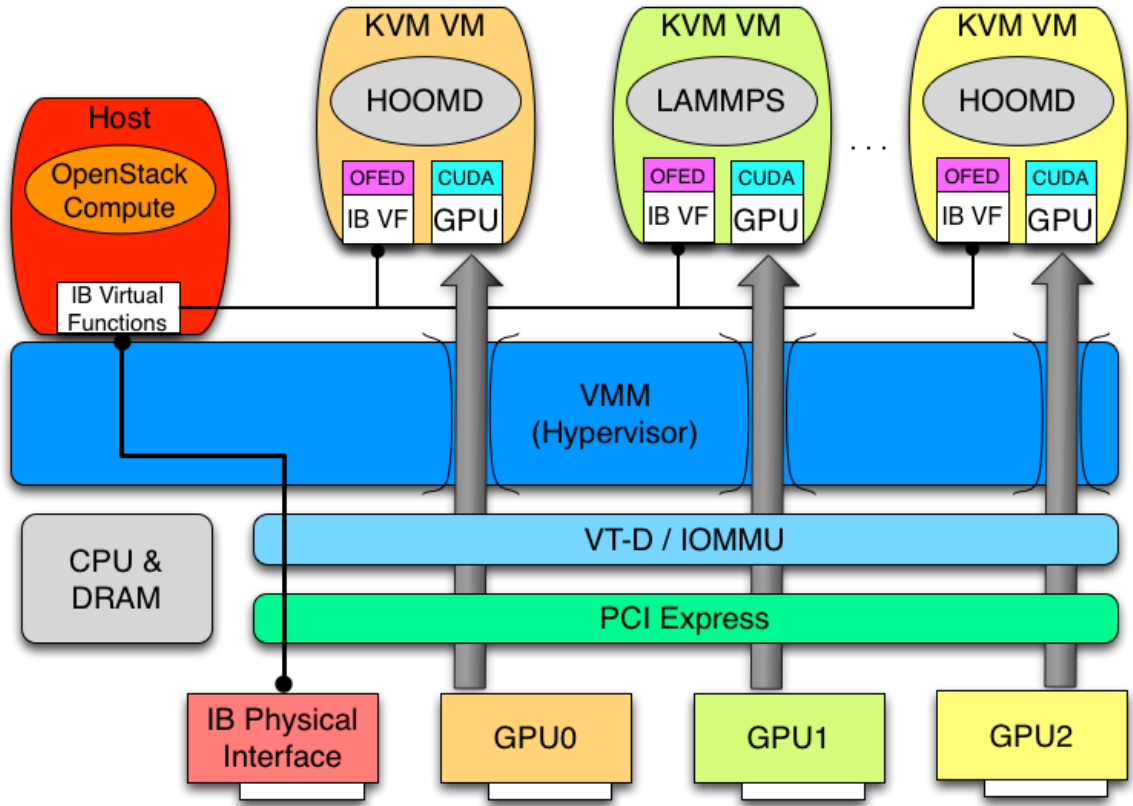 KVM VM
HOOMD
OFED
CUDA
IB VF
GPU
KVM VM
LAMMPS
OFED
CUDA
IB VF
GPU
. . .
KVM VM
HOOMD
OFED
CUDA
IB VF
GPU
Host
OpenStack
Compute
IB Virtual
Functions
VMM
(Hypervisor)
VT-D / IOMMU
CPU &
DRAM
PCI Express
IB Physical
Interface
GPU0
GPU1
GPU2